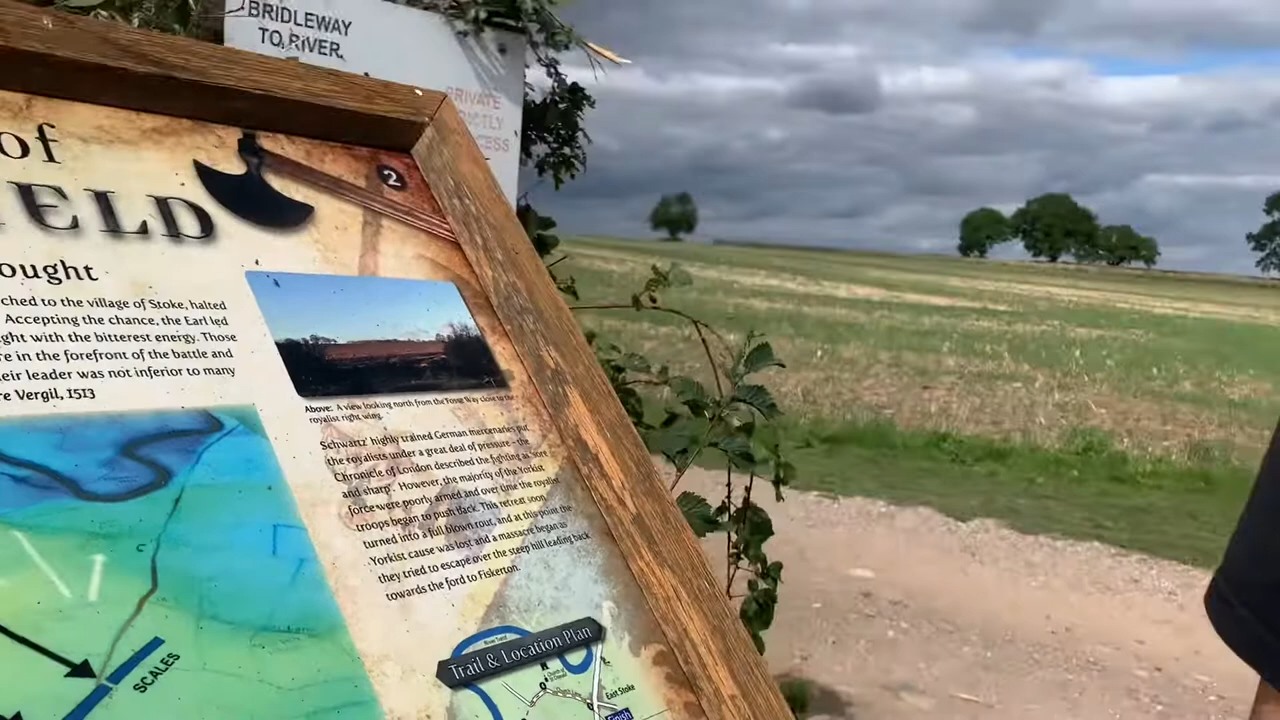 BRIDLEWAY
TO RIVER
PRIVATE
of
IELD
2
ought
ched to the village of Stoke, halted
Accepting the chance, the Earl led
ght with the bitterest energy. Those
re in the forefront of the battle and
eir leader was not inferior to many
re Vergil, 1513
Above: A view looking north from the Fosse Way close to the
royalist right wing.
Schwartz' highly trained German mercenaries put
the royalists under a great deal of pressure - the
Chronicle of London described the fighting as 'sore
and sharp'. However, the majority of the Yorkist
force were poorly armed and over time the royalist
troops began to push back. This retreat soon
turned into a full blown rout, and at this point the
Yorkist cause was lost and a massacre began as
they tried to escape over the steep hill leading back
towards the ford to Fiskerton.
SCALES
Trail & Location Plan
River Trent
East Stoke
Finish